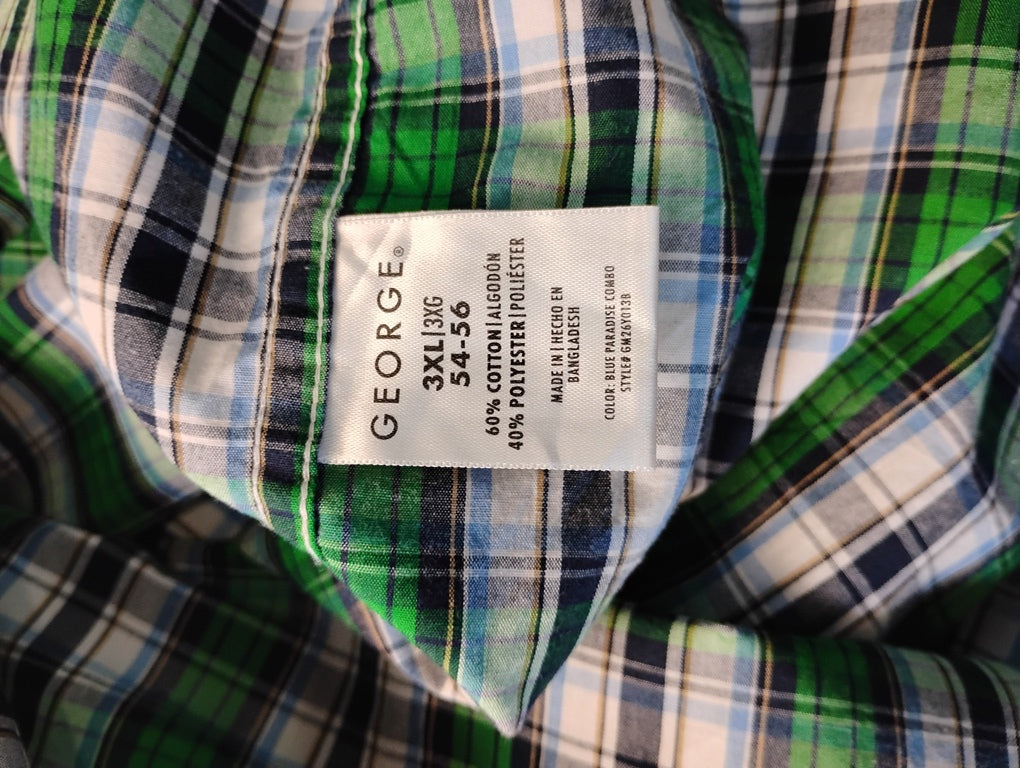 GEORGE®
3XL|3XG
54-56
60% COTTON|ALGODÓN
40% POLYESTER|POLIÉSTER
MADE IN|HECHO EN
BANGLADESH
COLOR: BLUE PARADISE COMBO
STYLE# GM26Y013B